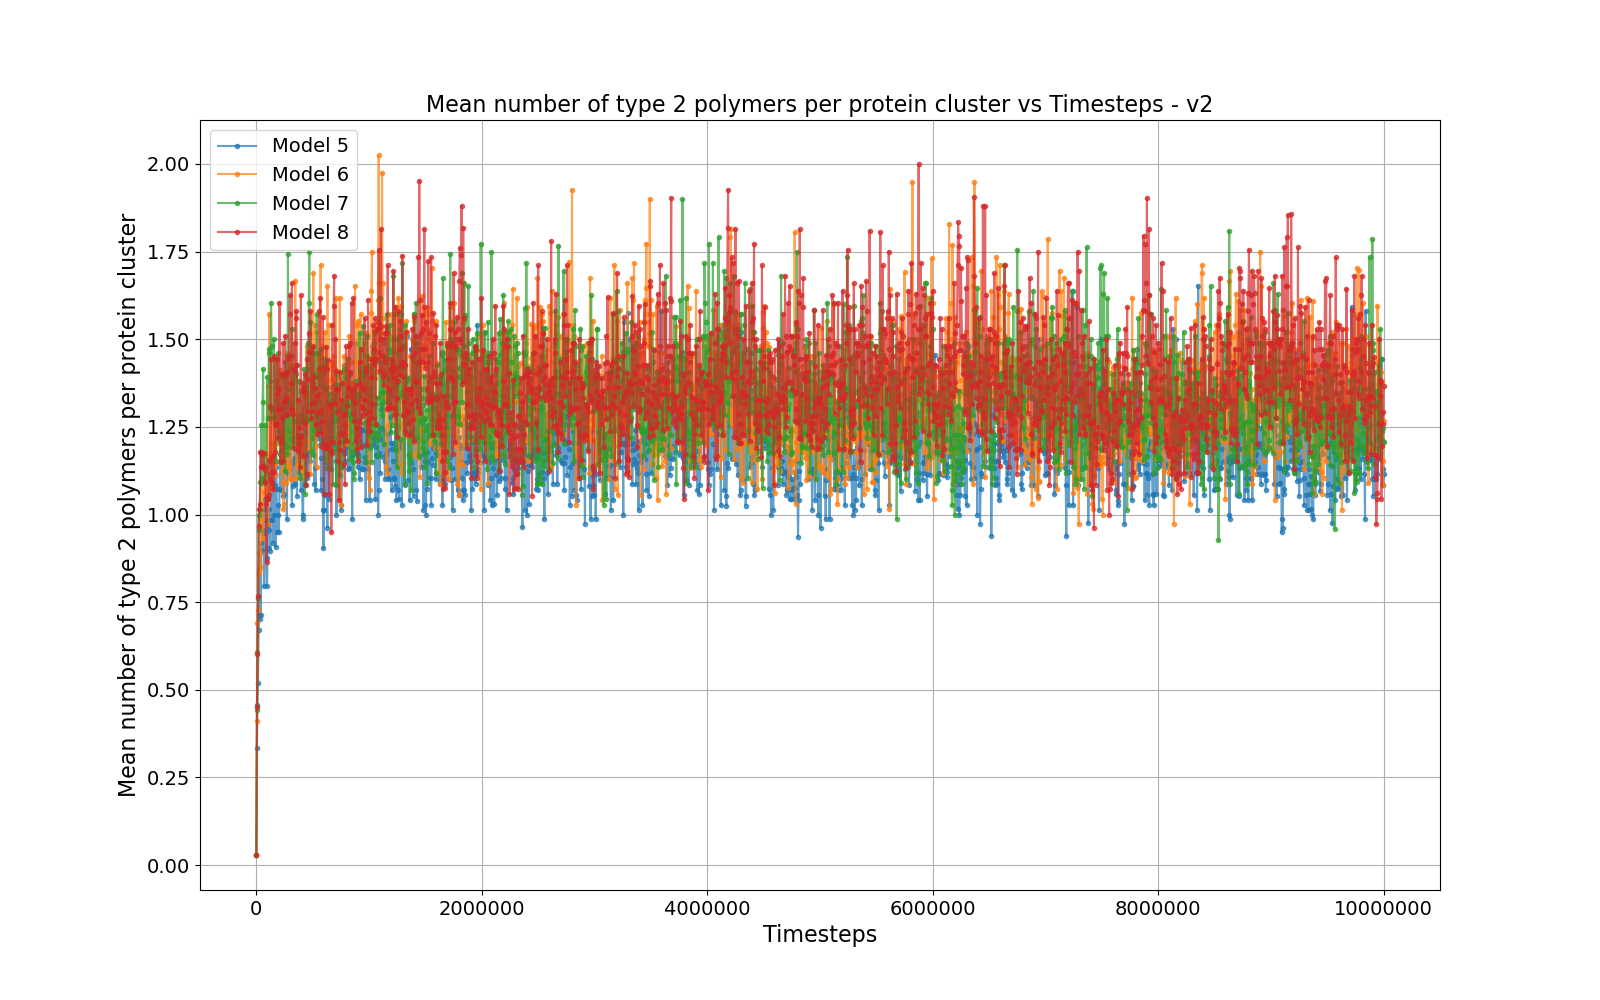 Mean number of type 2 polymers per protein cluster vs Timesteps - v2
Model 5
Model 6
Model 7
Model 8
Mean number of type 2 polymers per protein cluster
2.00
1.75
1.50
1.25
1.00
0.75
0.50
0.25
0.00
0 2000000 4000000 6000000 8000000 10000000
Timesteps